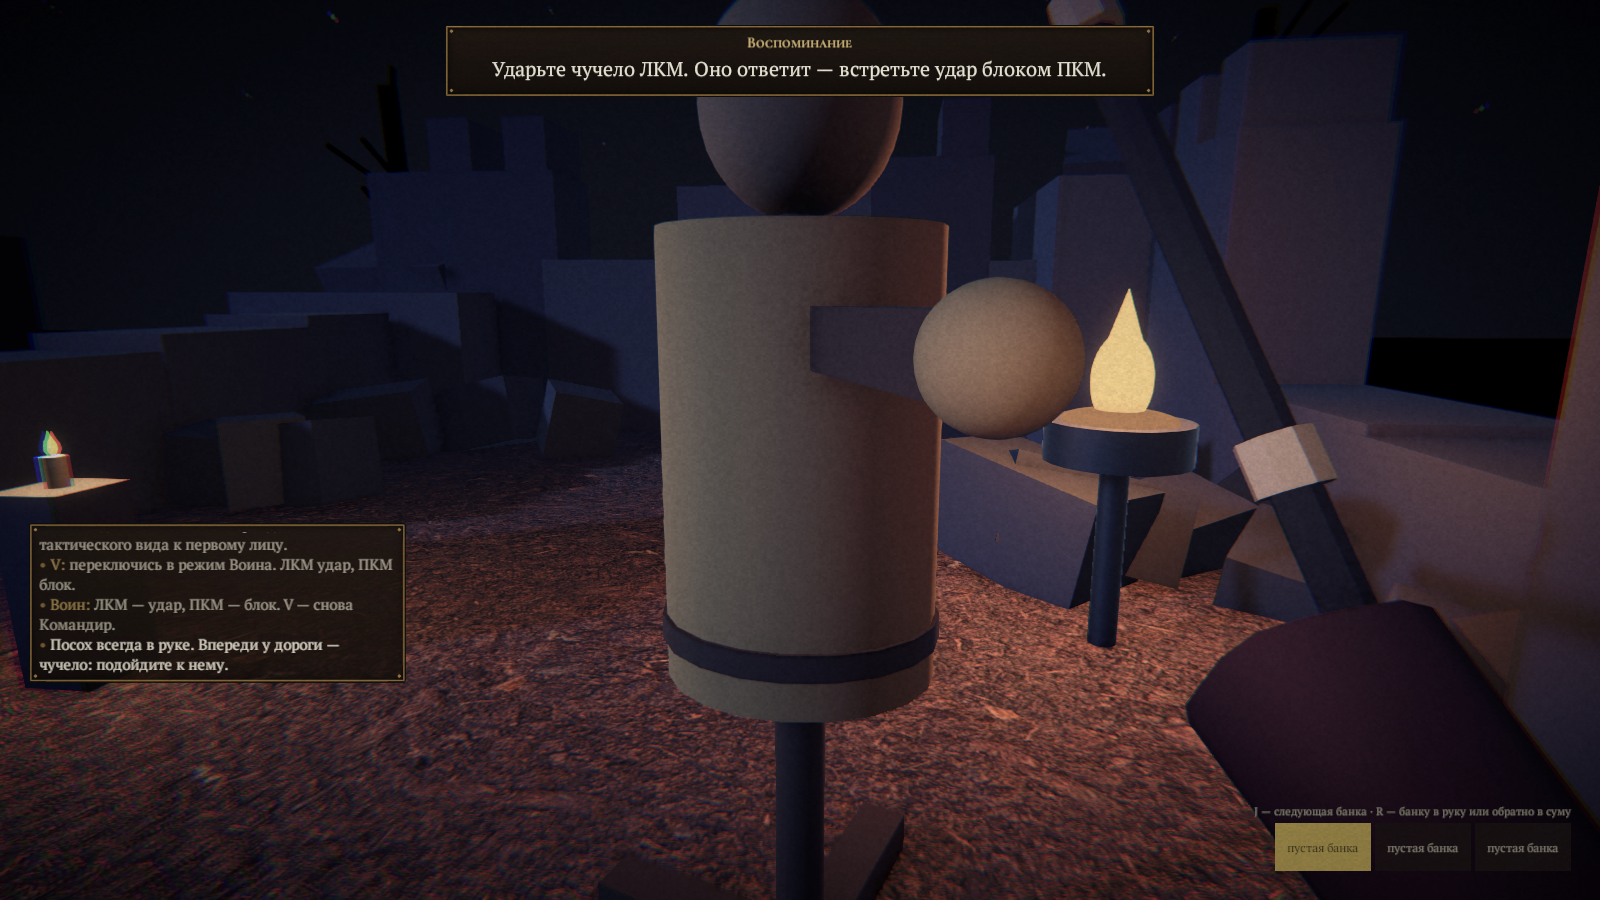 Воспоминание
Ударьте чучело ЛКМ. Оно ответит — встретьте удар блоком ПКМ.
тактического вида к первому лицу.
• V: переключись в режим Воина. ЛКМ удар, ПКМ
блок.
• Воин: ЛКМ — удар, ПКМ — блок. V — снова
Командир.
• Посох всегда в руке. Впереди у дороги —
чучело: подойдите к нему.
J — следующая банка · R — банку в руку или обратно в суму
пустая банка
пустая банка
пустая банка